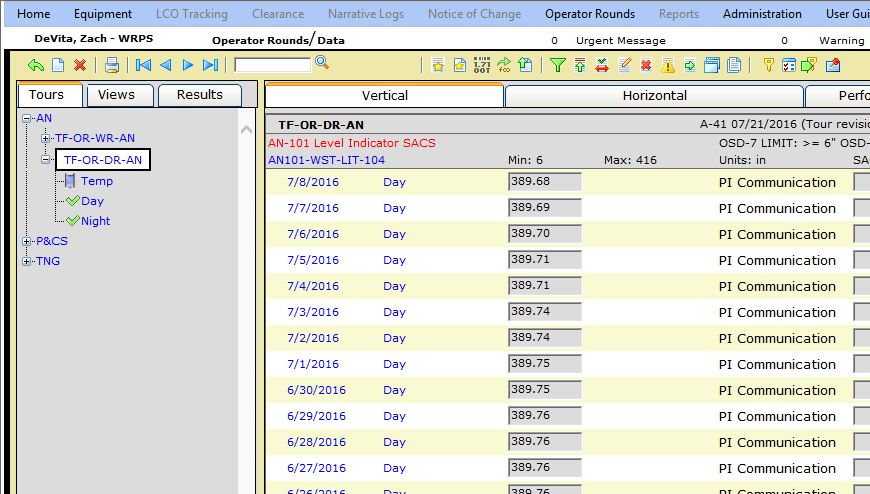 Home Equipment LCO Tracking Clearance Narrative Logs Notice of Change Operator Rounds Reports Administration User Gui
DeVita, Zach - WRPS Operator Rounds/Data 0 Urgent Message 0 Warning
1.71
OOT
fco
Tours Views Results Vertical Horizontal Perfo
AN
TF-OR-WR-AN
TF-OR-DR-AN
Temp
Day
Night
P&CS
TNG
TF-OR-DR-AN A-41 07/21/2016 (Tour revisio
AN-101 Level Indicator SACS OSD-7 LIMIT: >= 6" OSD-
AN101-WST-LIT-104 Min: 6 Max: 416 Units: in SA
7/8/2016 Day 389.68 PI Communication
7/7/2016 Day 389.69 PI Communication
7/6/2016 Day 389.70 PI Communication
7/5/2016 Day 389.71 PI Communication
7/4/2016 Day 389.71 PI Communication
7/3/2016 Day 389.74 PI Communication
7/2/2016 Day 389.74 PI Communication
7/1/2016 Day 389.75 PI Communication
6/30/2016 Day 389.75 PI Communication
6/29/2016 Day 389.76 PI Communication
6/28/2016 Day 389.76 PI Communication
6/27/2016 Day 389.76 PI Communication
6/26/2016 Day 389.76 PI Communication